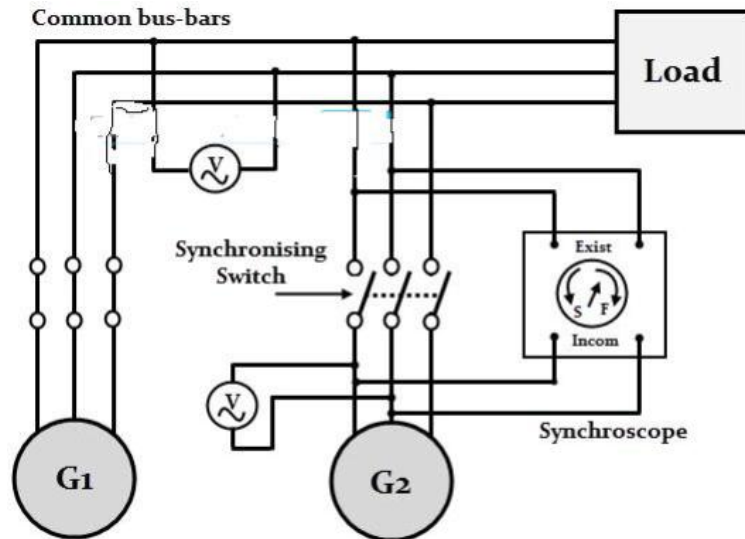 Common bus-bars
Load
V
Synchronising
Switch
Exist
S F
Incom
V
Synchroscope
G1
G2